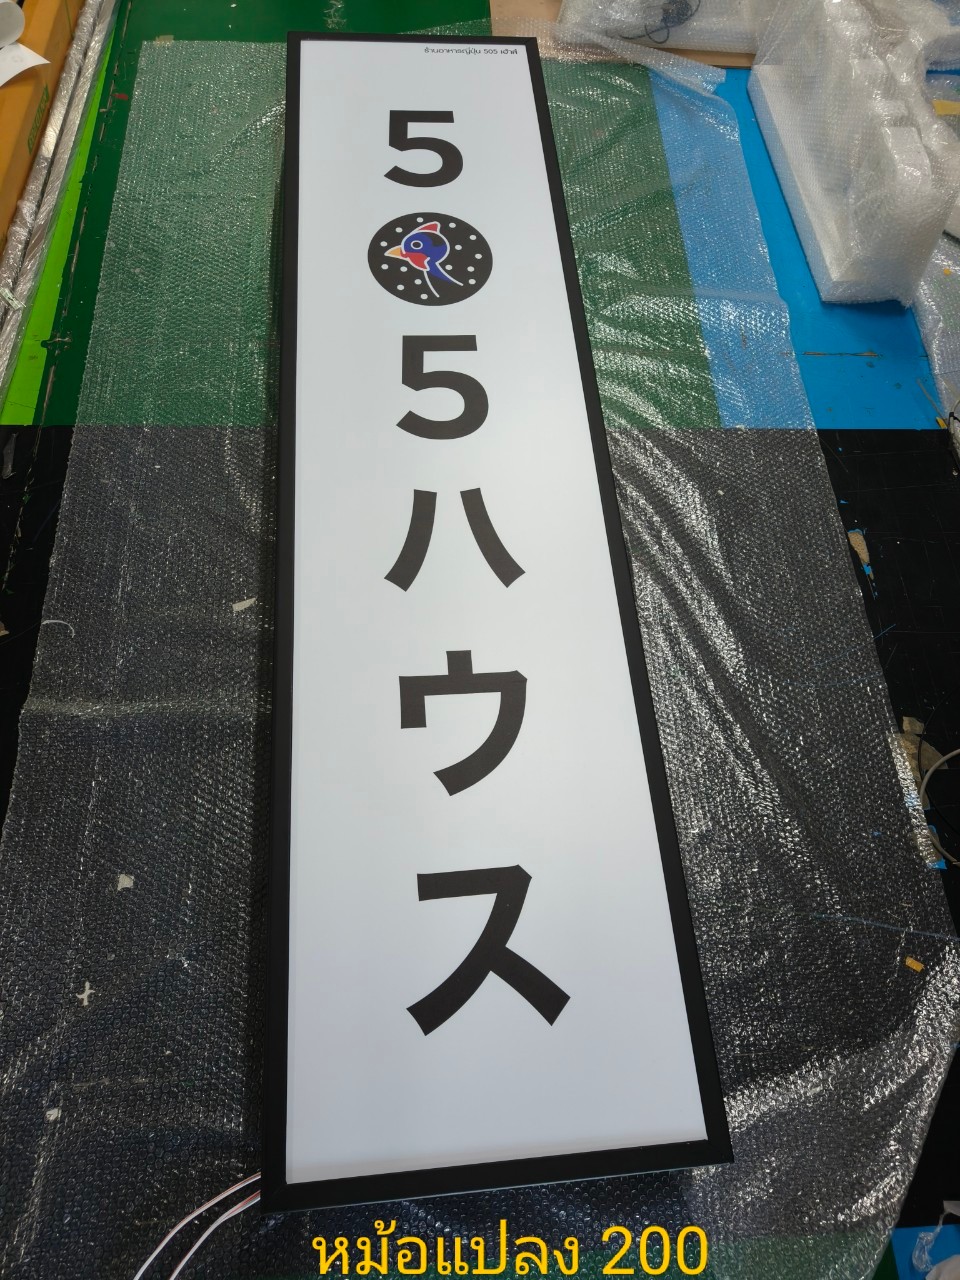 ร้านอาหารญี่ปุ่น 505 เฮ้าส์
5
5
ハ
ウ
ス
หม้อแปลง 200